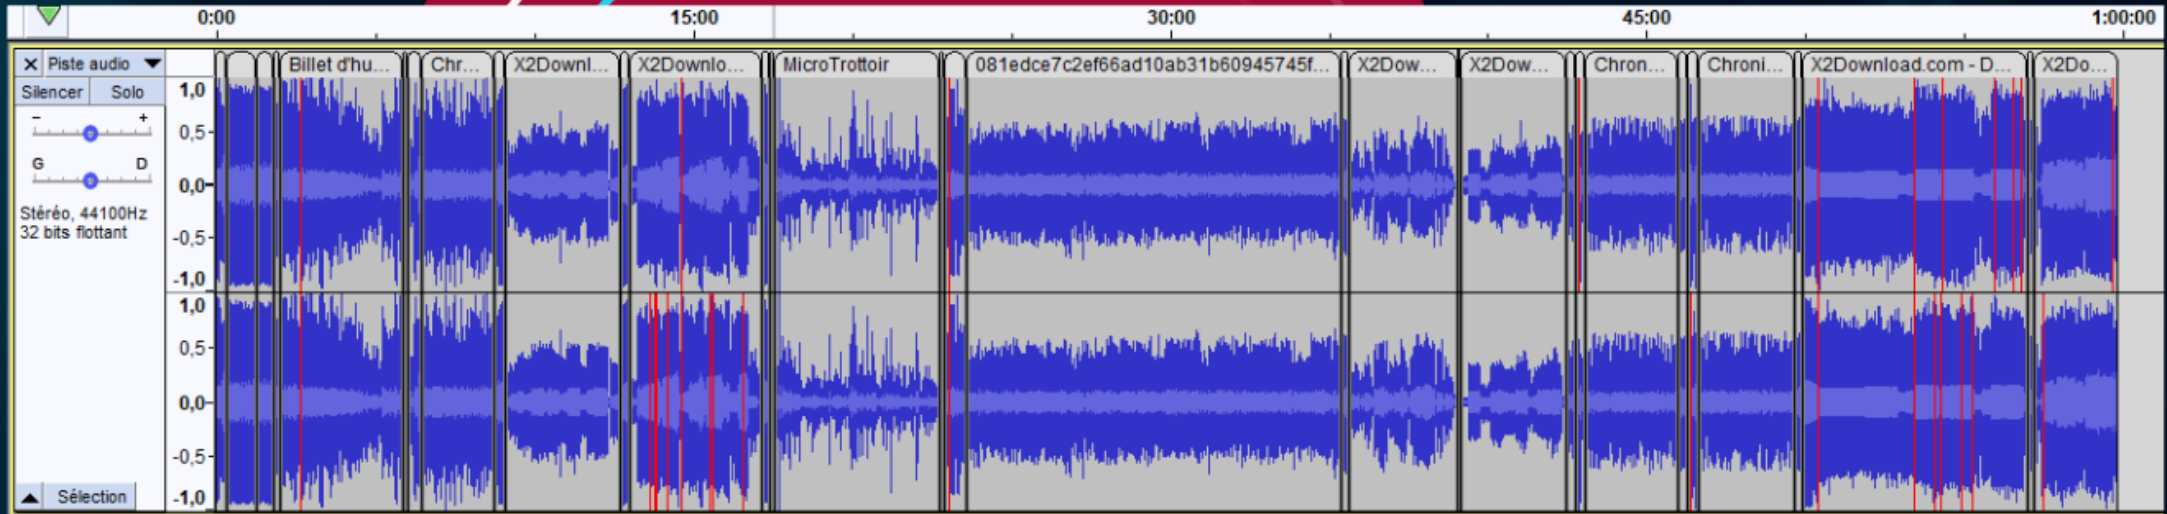 0:00 15:00 30:00 45:00 1:00:00
× Piste audio Billet d'hu... Chr... X2Downl... X2Downlo... MicroTrottoir 081edce7c2ef66ad10ab31b60945745f... X2Dow... X2Dow... Chron... Chroni... X2Download.com - D... X2Do...
Silencer Solo 1,0
- + 0,5-
G D 0,0-
Stéréo, 44100Hz
32 bits flottant -0,5-
-1,0
1,0
0,5-
0,0-
-0,5-
Sélection -1,0